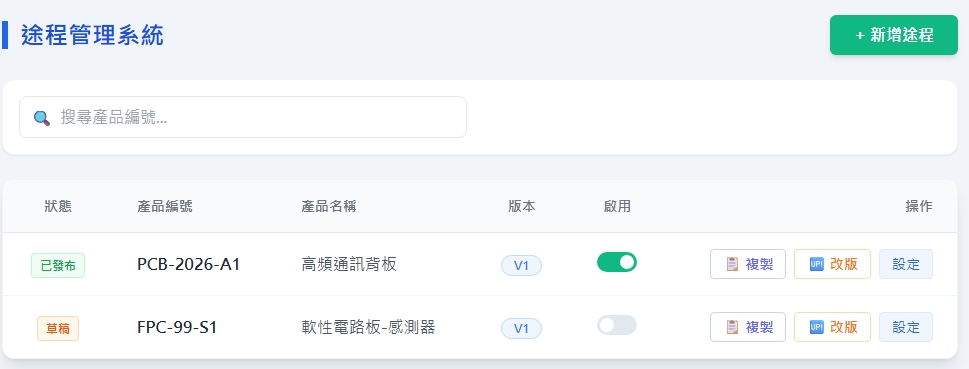 途程管理系統
+ 新增途程
搜尋產品編號...
狀態 產品編號 產品名稱 版本 啟用 操作
已發布 PCB-2026-A1 高頻通訊背板 V1 複製 UP! 改版 設定
草稿 FPC-99-S1 軟性電路板-感測器 V1 複製 UP! 改版 設定